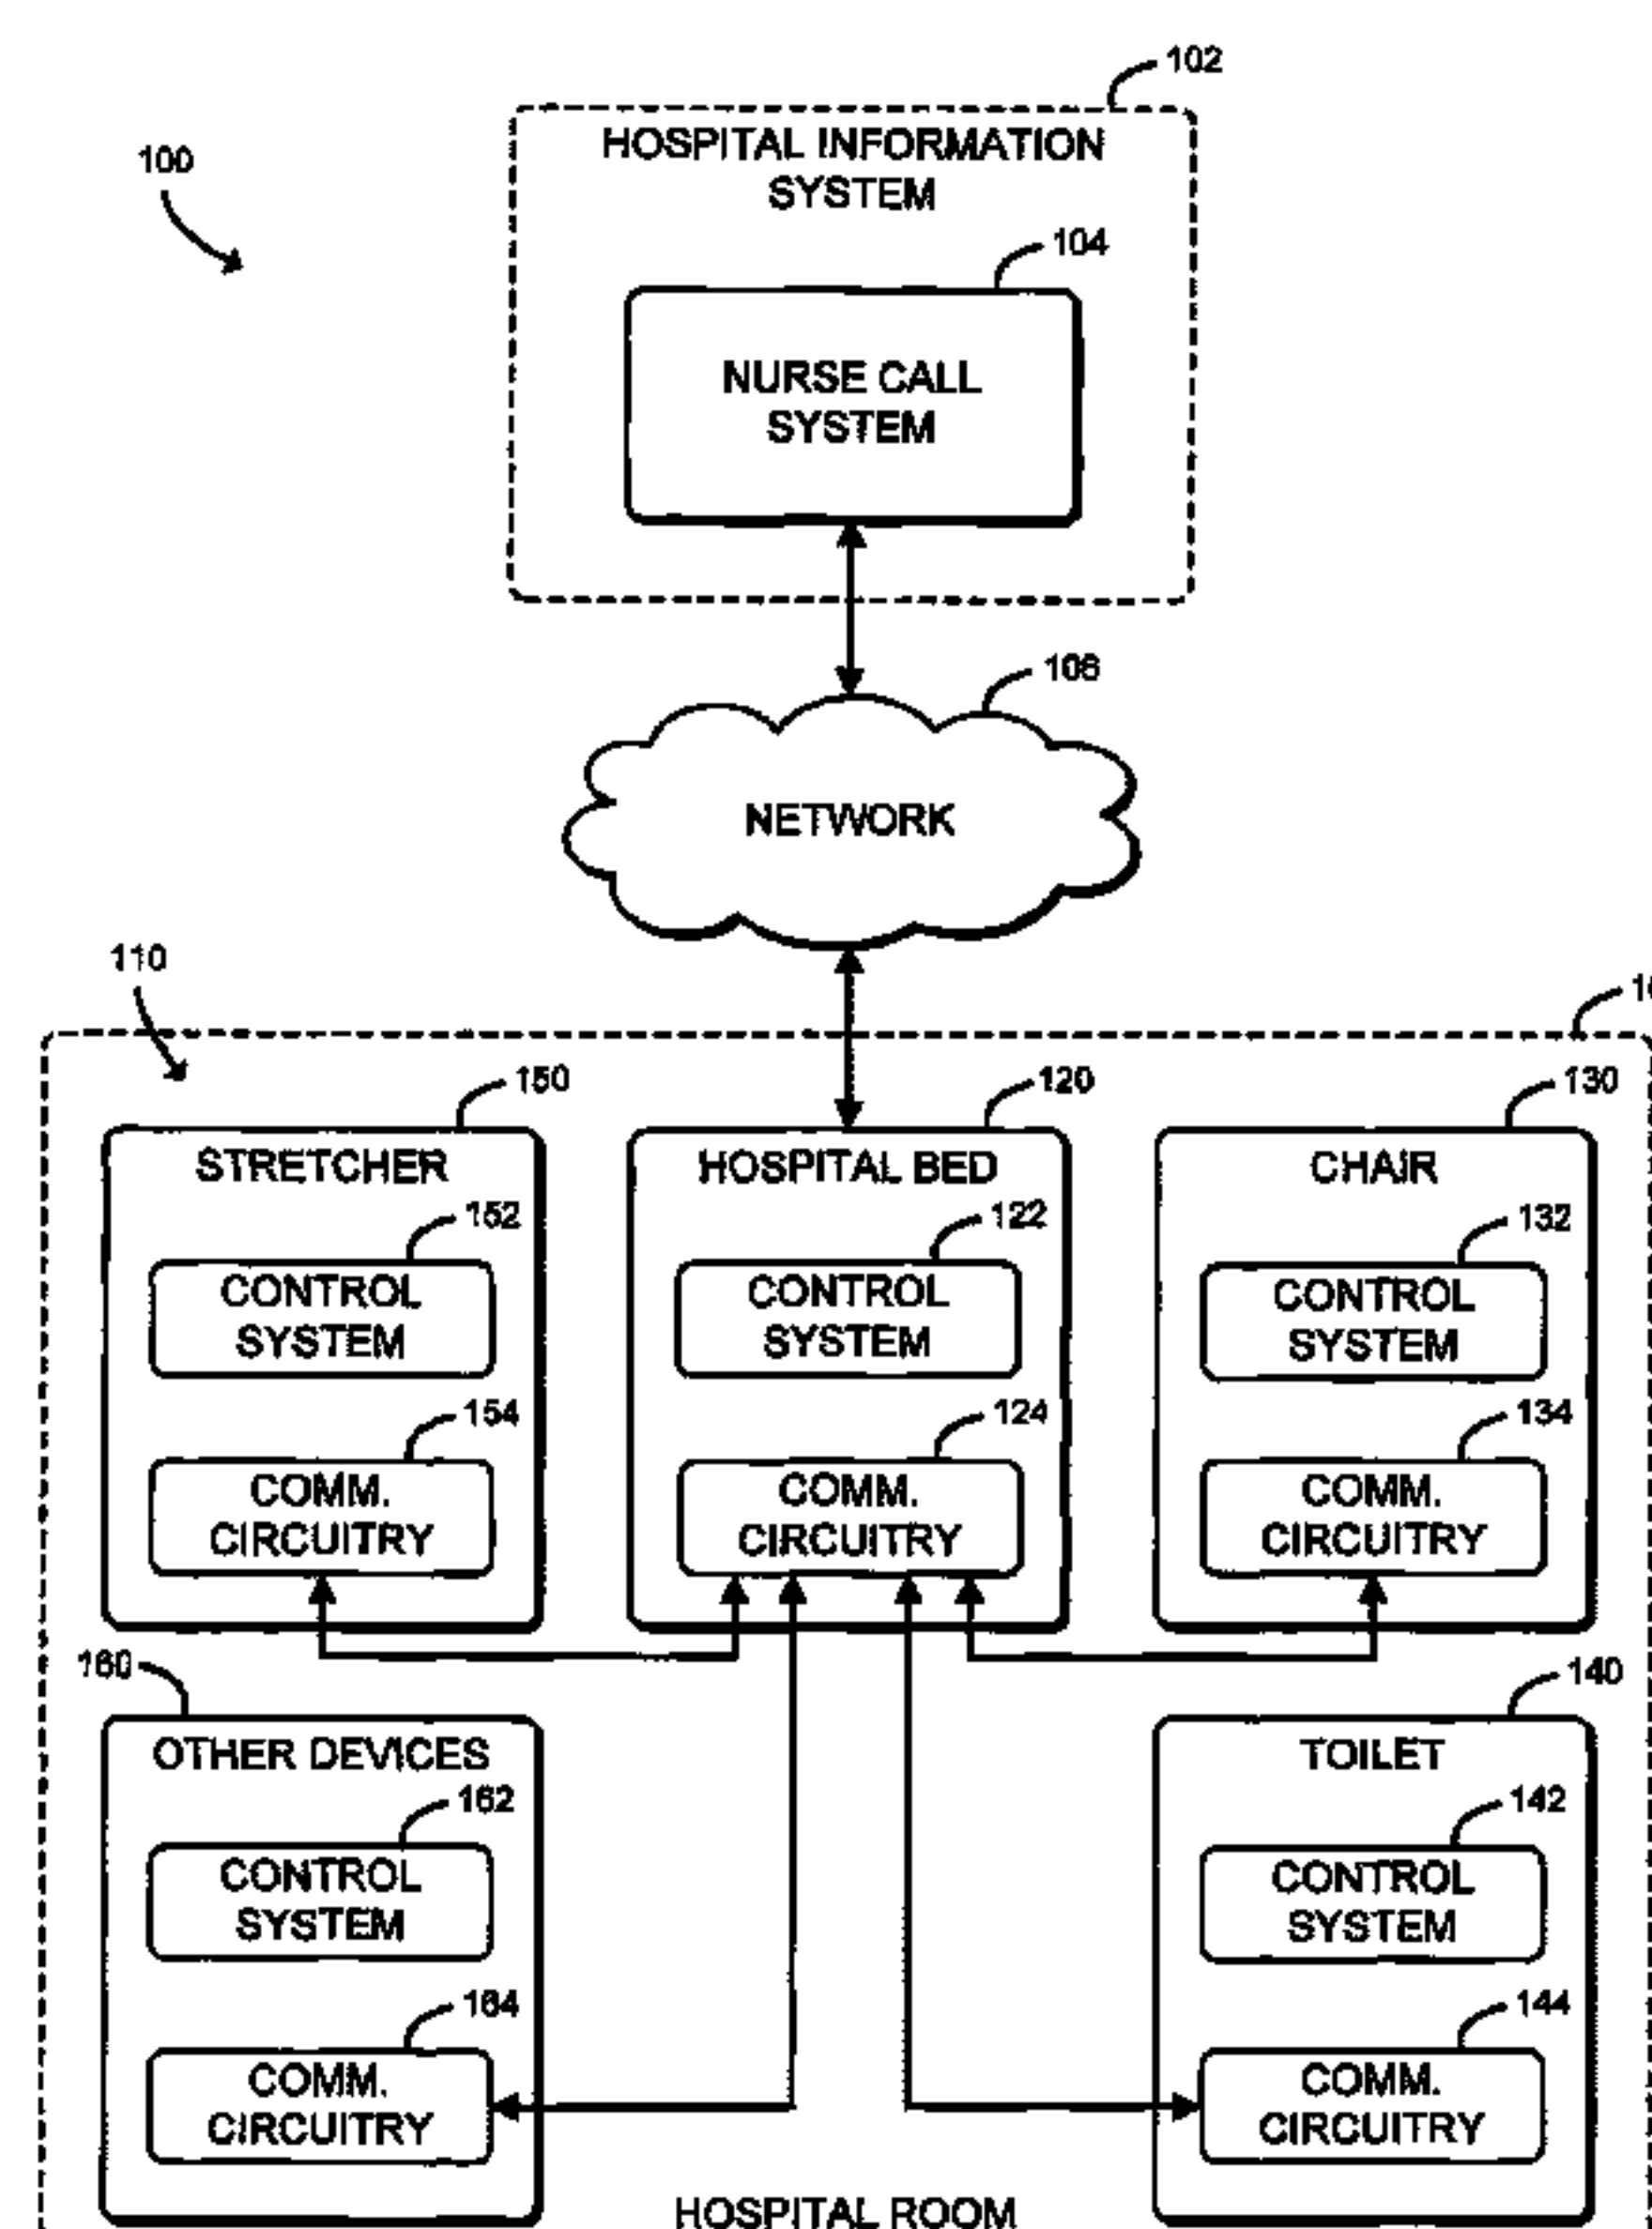 102
HOSPITAL INFORMATION
SYSTEM
100
104
NURSE CALL
SYSTEM
106
NETWORK
110
150
120
130
STRETCHER
HOSPITAL BED
CHAIR
152
122
132
CONTROL
SYSTEM
CONTROL
SYSTEM
CONTROL
SYSTEM
154
124
134
COMM.
CIRCUITRY
COMM.
CIRCUITRY
COMM.
CIRCUITRY
160
140
OTHER DEVICES
TOILET
162
142
CONTROL
SYSTEM
CONTROL
SYSTEM
164
144
COMM.
CIRCUITRY
COMM.
CIRCUITRY
HOSPITAL ROOM